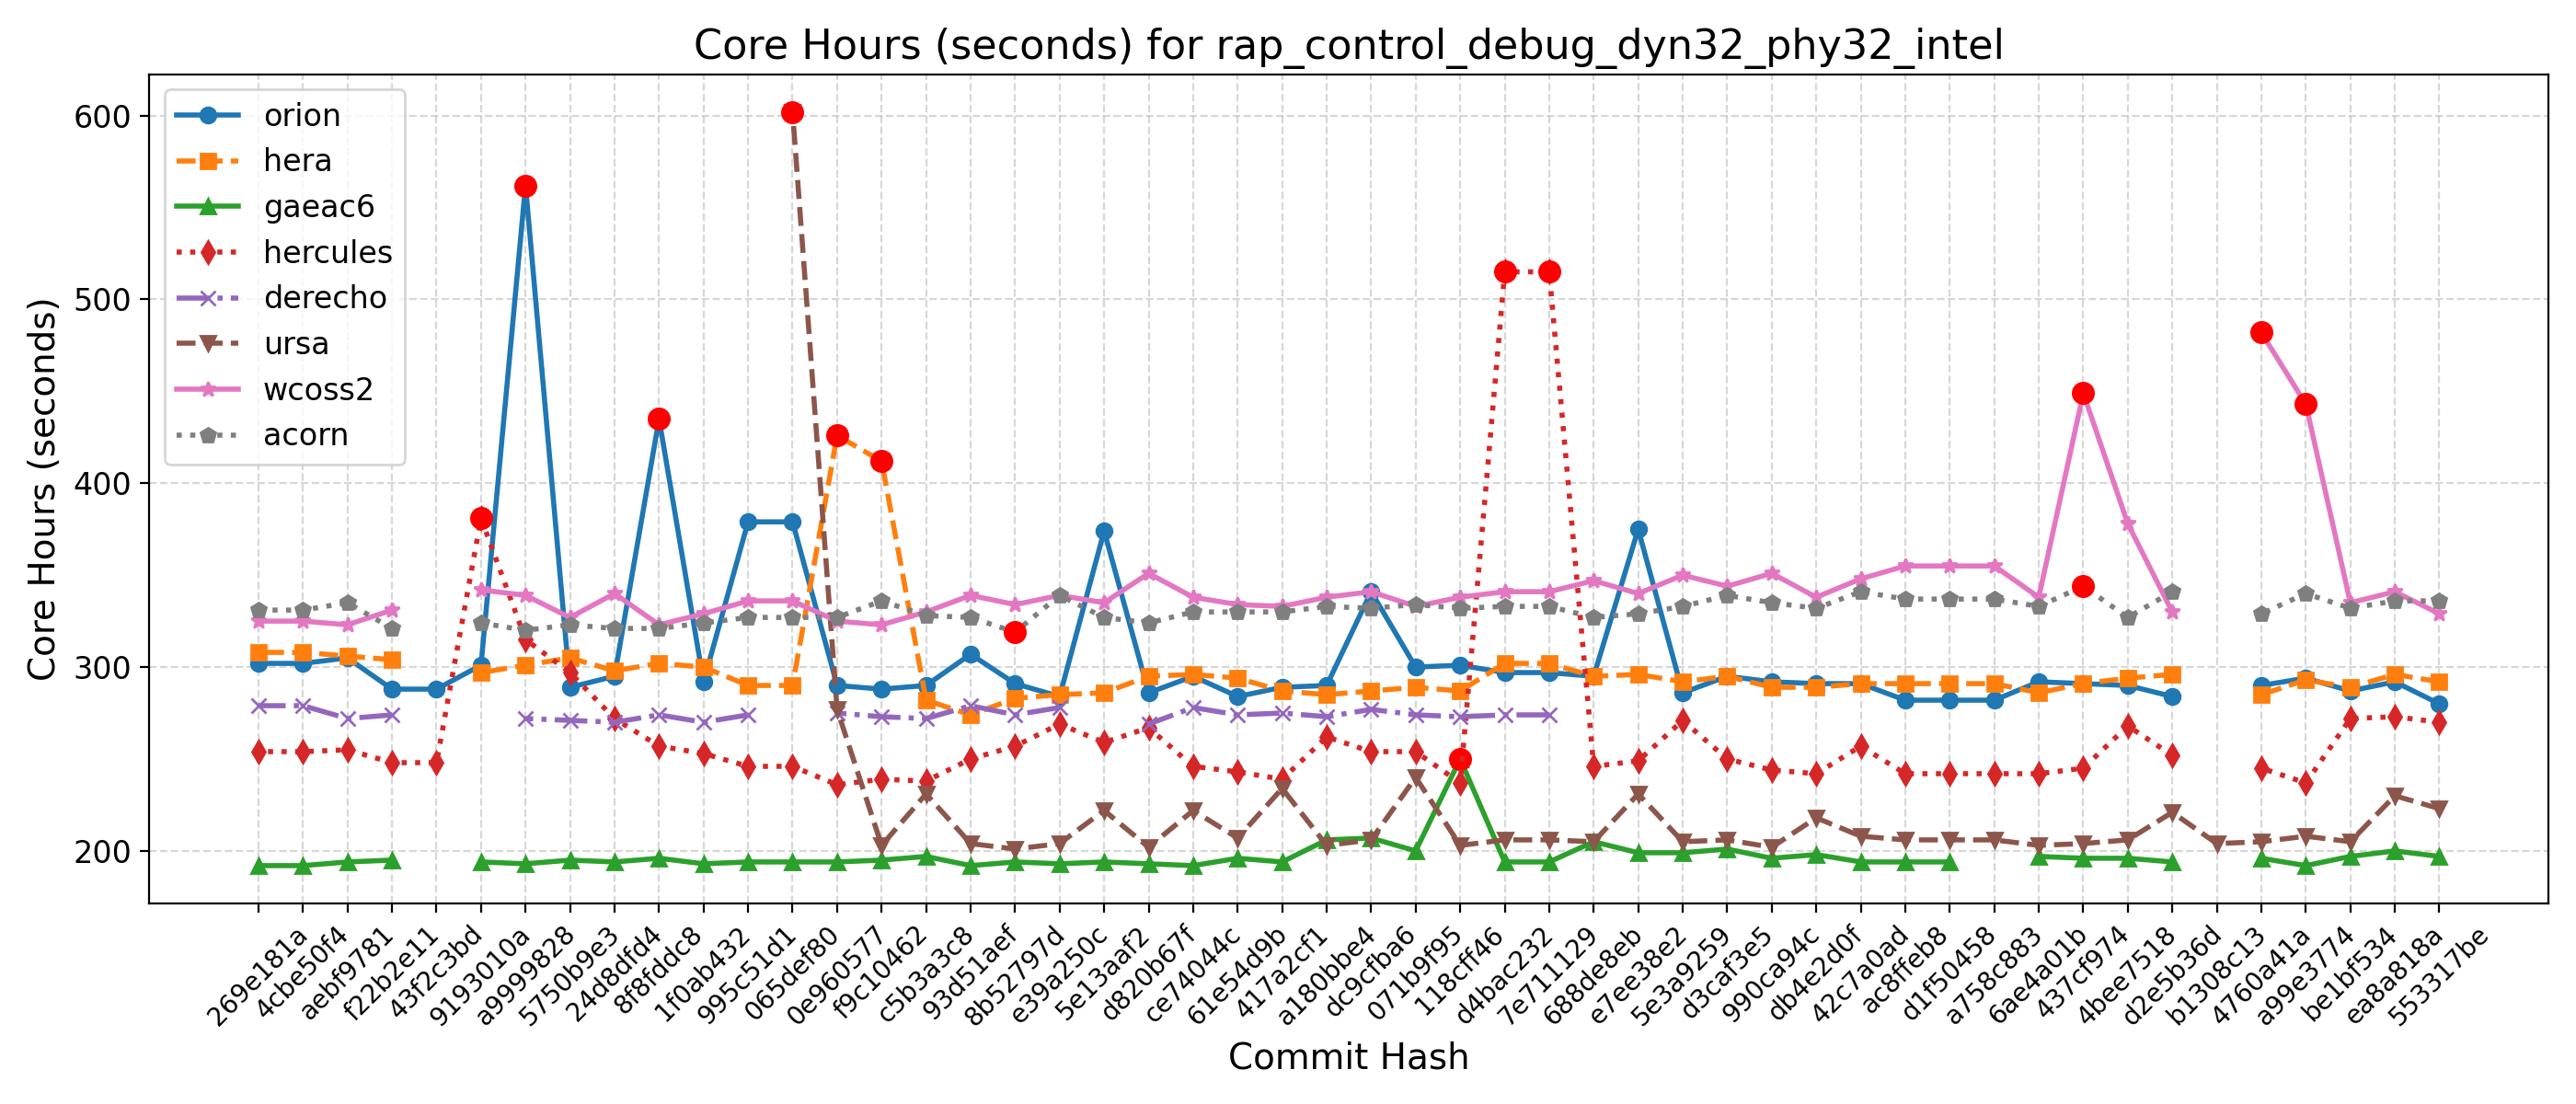 Core Hours (seconds) for rap_control_debug_dyn32_phy32_intel
600
500
400
300
200
Core Hours (seconds)
orion
hera
gaeac6
hercules
derecho
ursa
wcoss2
acorn
269e181a
4cbe50f4
aebf9781
f22b2e11
43f2c3bd
9193010a
a9999828
5750b9e3
24d8dfd4
8f8fddc8
1f0ab432
995c51d1
065def80
0e960577
f9c10462
c5b3a3c8
93d51aef
8b52797d
e39a250c
5e13aaf2
d820b67f
ce74044c
61e54d9b
417a2cf1
a180bbe4
dc9cfba6
071b9f95
118cff46
d4bac232
7e711129
688de8eb
e7ee38e2
5e3a9259
d3caf3e5
990ca94c
db4e2d0f
42c7a0ad
ac8ffeb8
d1f50458
a758c883
6ae4a01b
437cf974
4bee7518
d2e5b36d
b1308c13
4760a41a
a99e3774
be1bf534
ea8a818a
553317be
Commit Hash